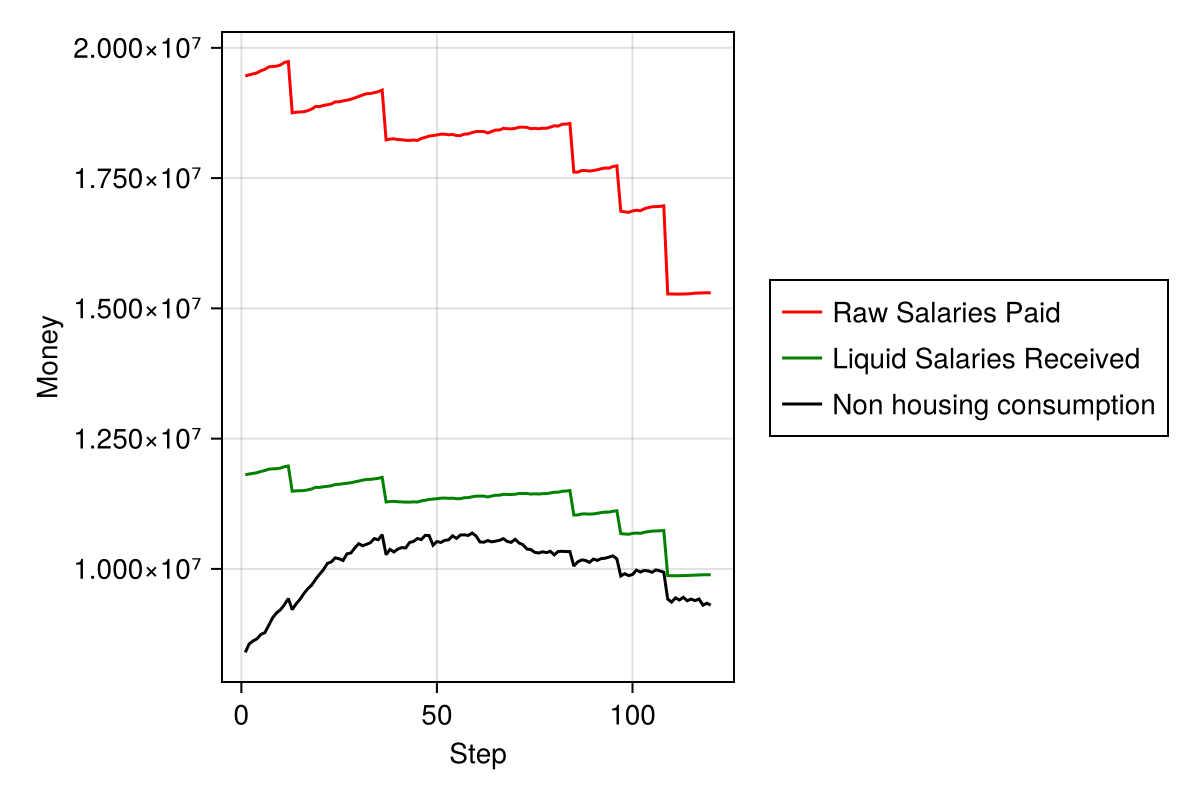 2.000×10⁷
1.750×10⁷
1.500×10⁷
1.250×10⁷
1.000×10⁷
Money
0 50 100
Step
Raw Salaries Paid
Liquid Salaries Received
Non housing consumption